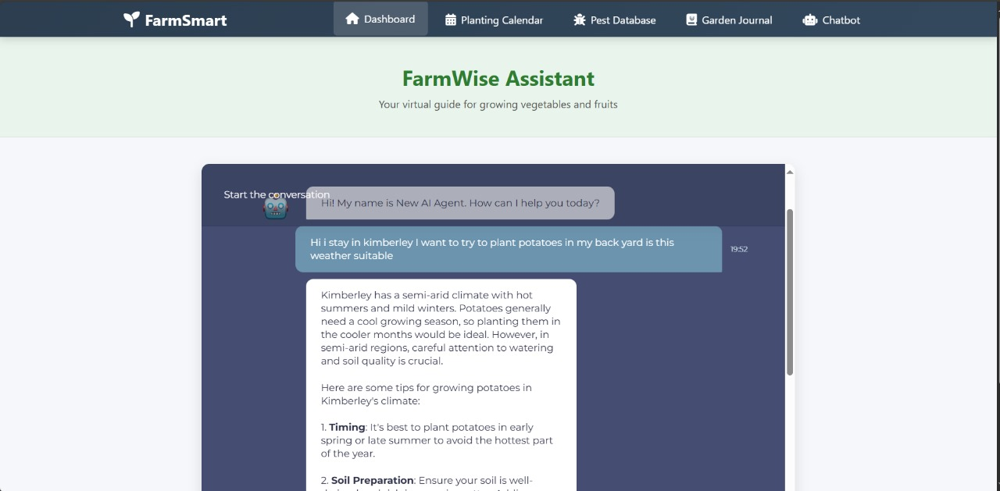 FarmSmart
Dashboard
Planting Calendar
Pest Database
Garden Journal
Chatbot
FarmWise Assistant
Your virtual guide for growing vegetables and fruits
Start the conversation
Hi! My name is New AI Agent. How can I help you today?
Hi i stay in kimberley I want to try to plant potatoes in my back yard is this
weather suitable
19:52
Kimberley has a semi-arid climate with hot
summers and mild winters. Potatoes generally
need a cool growing season, so planting them in
the cooler months would be ideal. However, in
semi-arid regions, careful attention to watering
and soil quality is crucial.
Here are some tips for growing potatoes in
Kimberley's climate:
1. Timing: It's best to plant potatoes in early
spring or late summer to avoid the hottest part
of the year.
2. Soil Preparation: Ensure your soil is well-